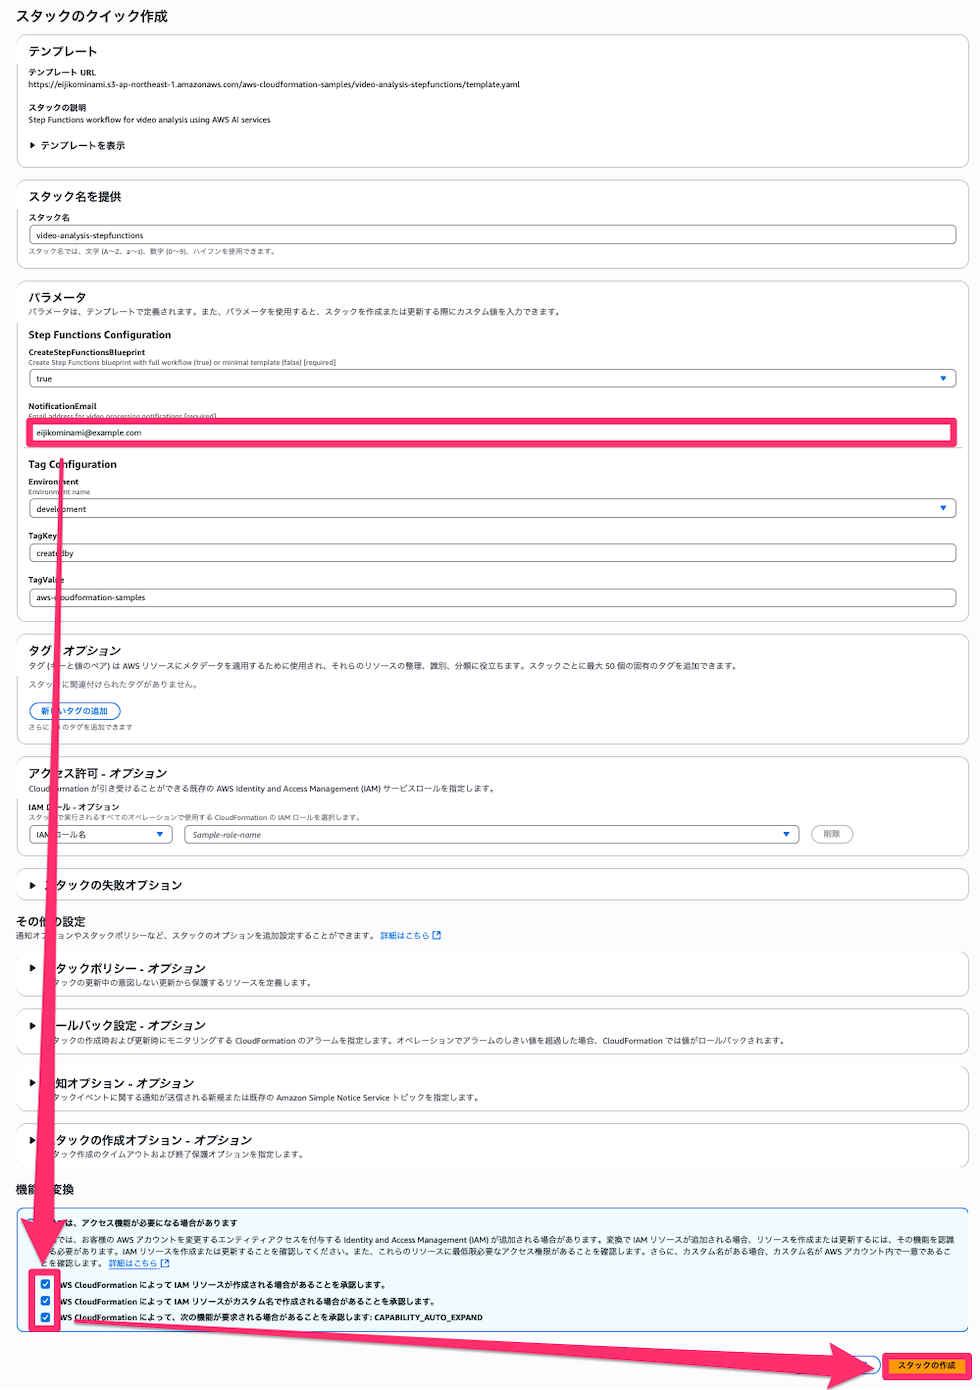 スタックのクイック作成
テンプレート
テンプレート URL
https://eijikominami.s3-ap-northeast-1.amazonaws.com/aws-cloudformation-samples/video-analysis-stepfunctions/template.yaml
スタックの説明
Step Functions workflow for video analysis using AWS AI services
テンプレートを表示
スタック名を提供
スタック名
video-analysis-stepfunctions
スタック名では、文字 (A～Z、a～z)、数字 (0～9)、ハイフンを使用できます。
パラメータ
パラメータは、テンプレートで定義されます。また、パラメータを使用すると、スタックを作成または更新する際にカスタム値を入力できます。
Step Functions Configuration
CreateStepFunctionsBlueprint
Create Step Functions blueprint with full workflow (true) or minimal template (false) [required]
true
NotificationEmail
Email address for video processing notifications [required]
eijikominami@example.com
Tag Configuration
Environment
Environment name
development
TagKey
createdby
TagValue
aws-cloudformation-samples
タグ - オプション
タグ (キーと値のペア) は AWS リソースにメタデータを適用するために使用され、それらのリソースの整理、識別、分類に役立ちます。スタックごとに最大 50 個の固有のタグを追加できます。
スタックに関連付けられたタグがありません。
新しいタグの追加
さらに のタグを追加できます
アクセス許可 - オプション
CloudFormation が引き受けることができる既存の AWS Identity and Access Management (IAM) サービスロールを指定します。
IAM ロール - オプション
スタックで実行されるすべてのオペレーションで使用する CloudFormation の IAM ロールを選択します。
IAM ロール名 Sample-role-name 削除
スタックの失敗オプション
その他の設定
通知オプションやスタックポリシーなど、スタックのオプションを追加設定することができます。 詳細はこちら
タックポリシー - オプション
タックの更新中の意図しない更新から保護するリソースを定義します。
ールバック設定 - オプション
タックの作成時および更新時にモニタリングする CloudFormation のアラームを指定します。オペレーションでアラームのしきい値を超過した場合、CloudFormation では値がロールバックされます。
知オプション - オプション
タックイベントに関する通知が送信される新規または既存の Amazon Simple Notice Service トピックを指定します。
タックの作成オプション - オプション
タック作成のタイムアウトおよび終了保護オプションを指定します。
機能 変換
は、アクセス機能が必要になる場合があります
では、お客様の AWS アカウントを変更するエンティティアクセスを付与する Identity and Access Management (IAM) が追加される場合があります。変換で IAM リソースが追加される場合、リソースを作成または更新するには、その機能を認識
る必要があります。IAM リソースを作成または更新することを確認してください。また、これらのリソースに最低限必要なアクセス権限があることを確認します。さらに、カスタム名がある場合、カスタム名が AWS アカウント内で一意であるこ
とを確認します。 詳細はこちら
AWS CloudFormation によって IAM リソースが作成される場合があることを承認します。
AWS CloudFormation によって IAM リソースがカスタム名で作成される場合があることを承認します。
AWS CloudFormation によって、次の機能が要求される場合があることを承認します: CAPABILITY_AUTO_EXPAND
スタックの作成